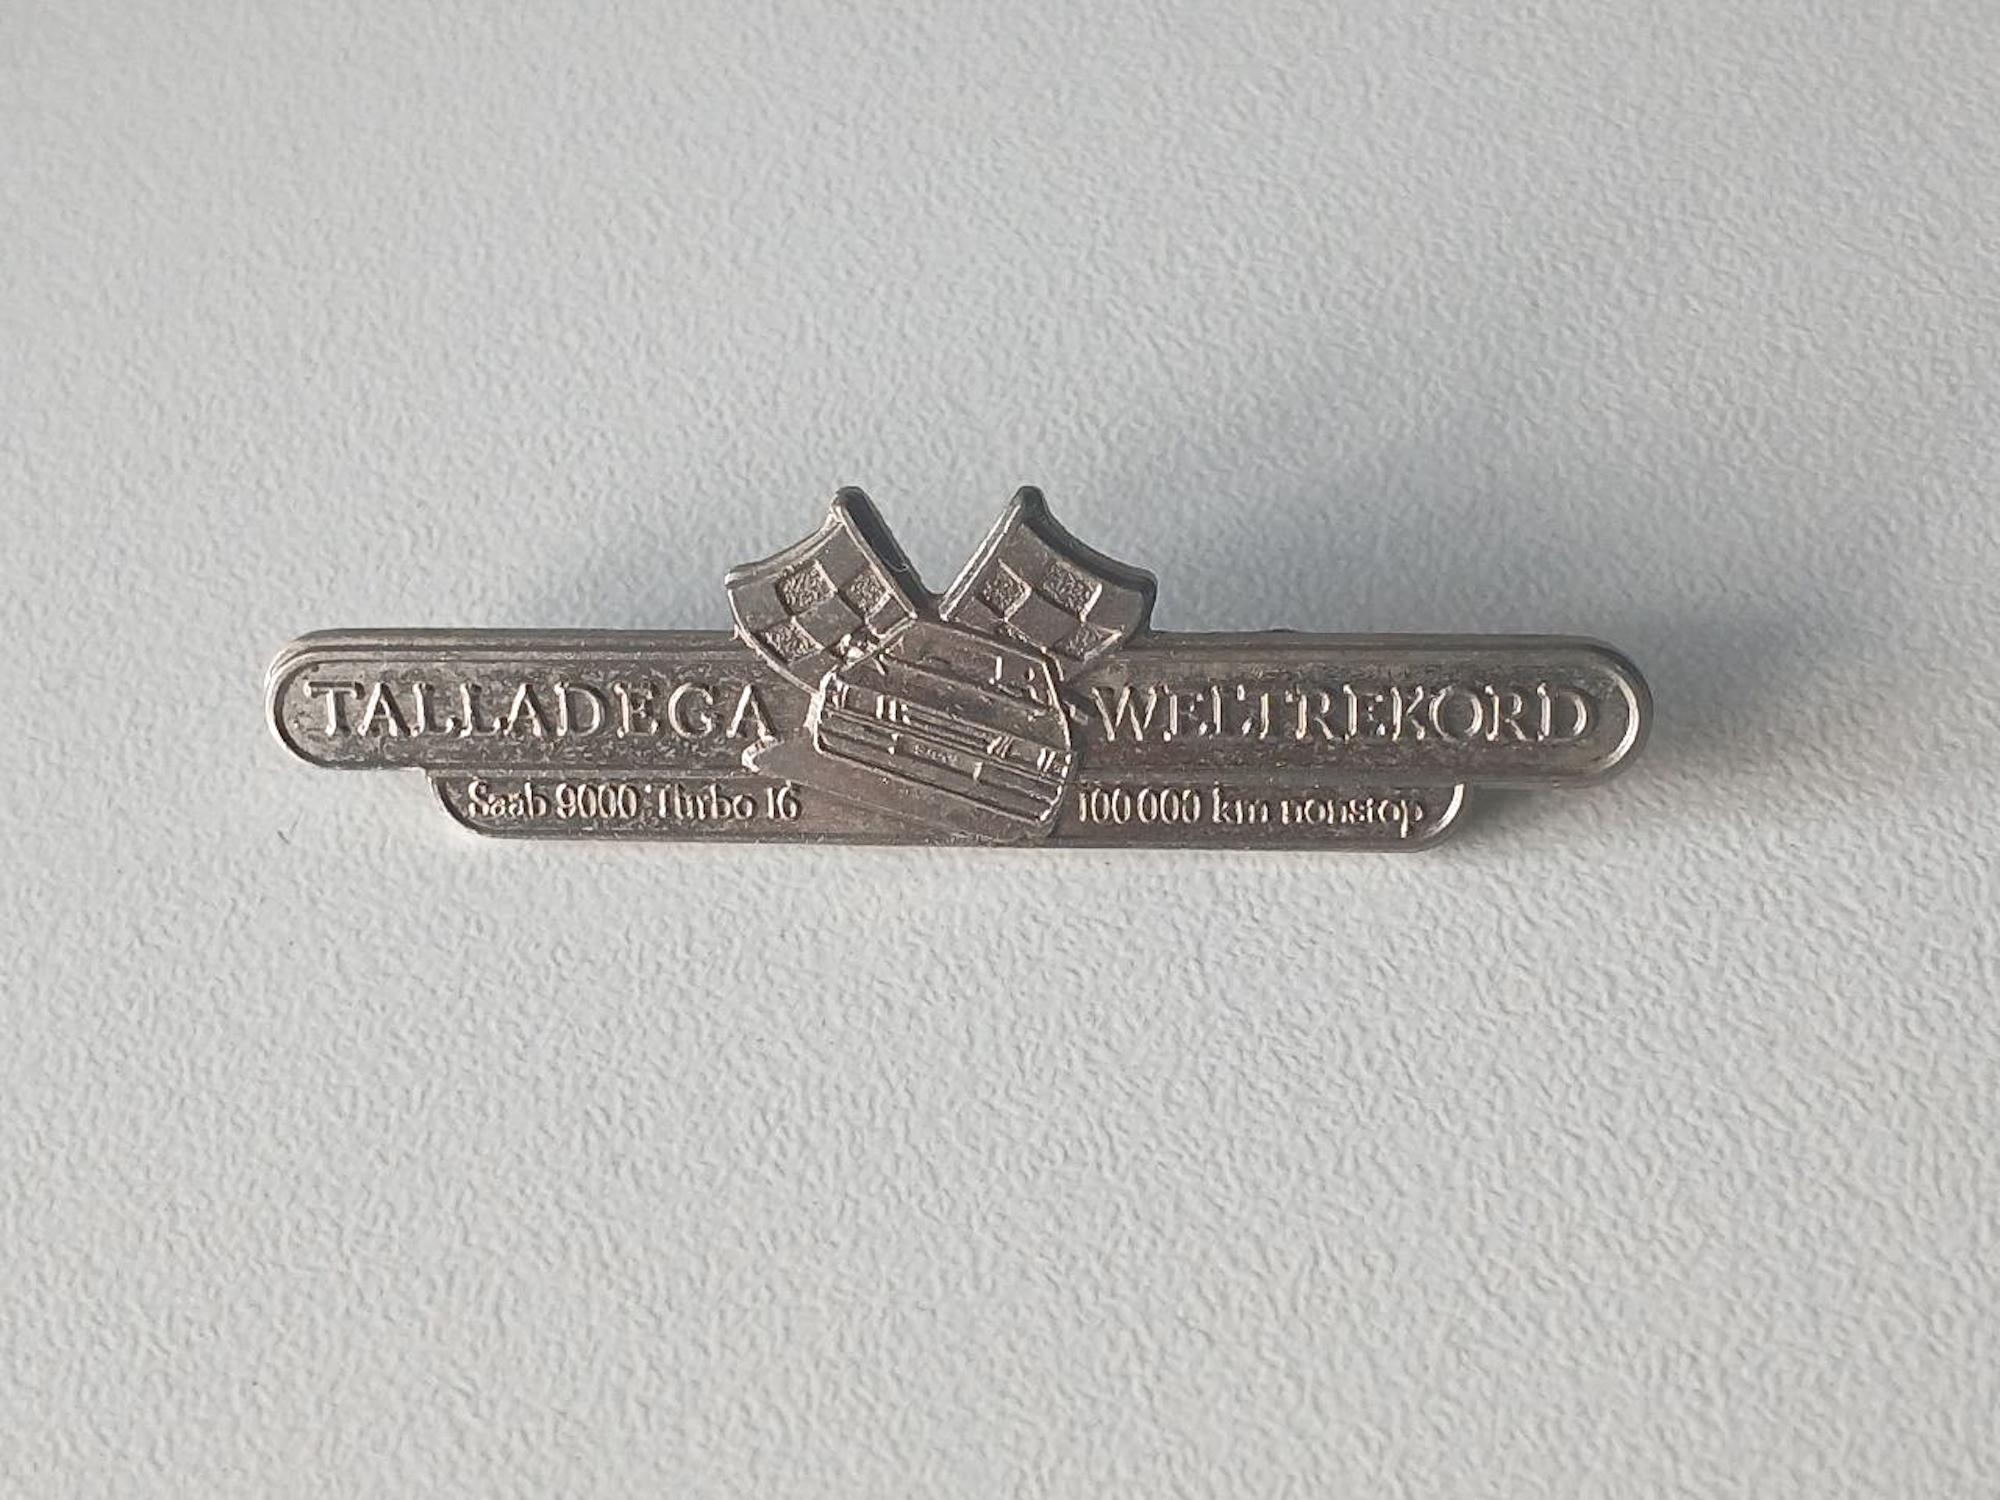 TALLADEGA WELTREKORD
Saab 9000 Turbo 16 100 000 km nonstop